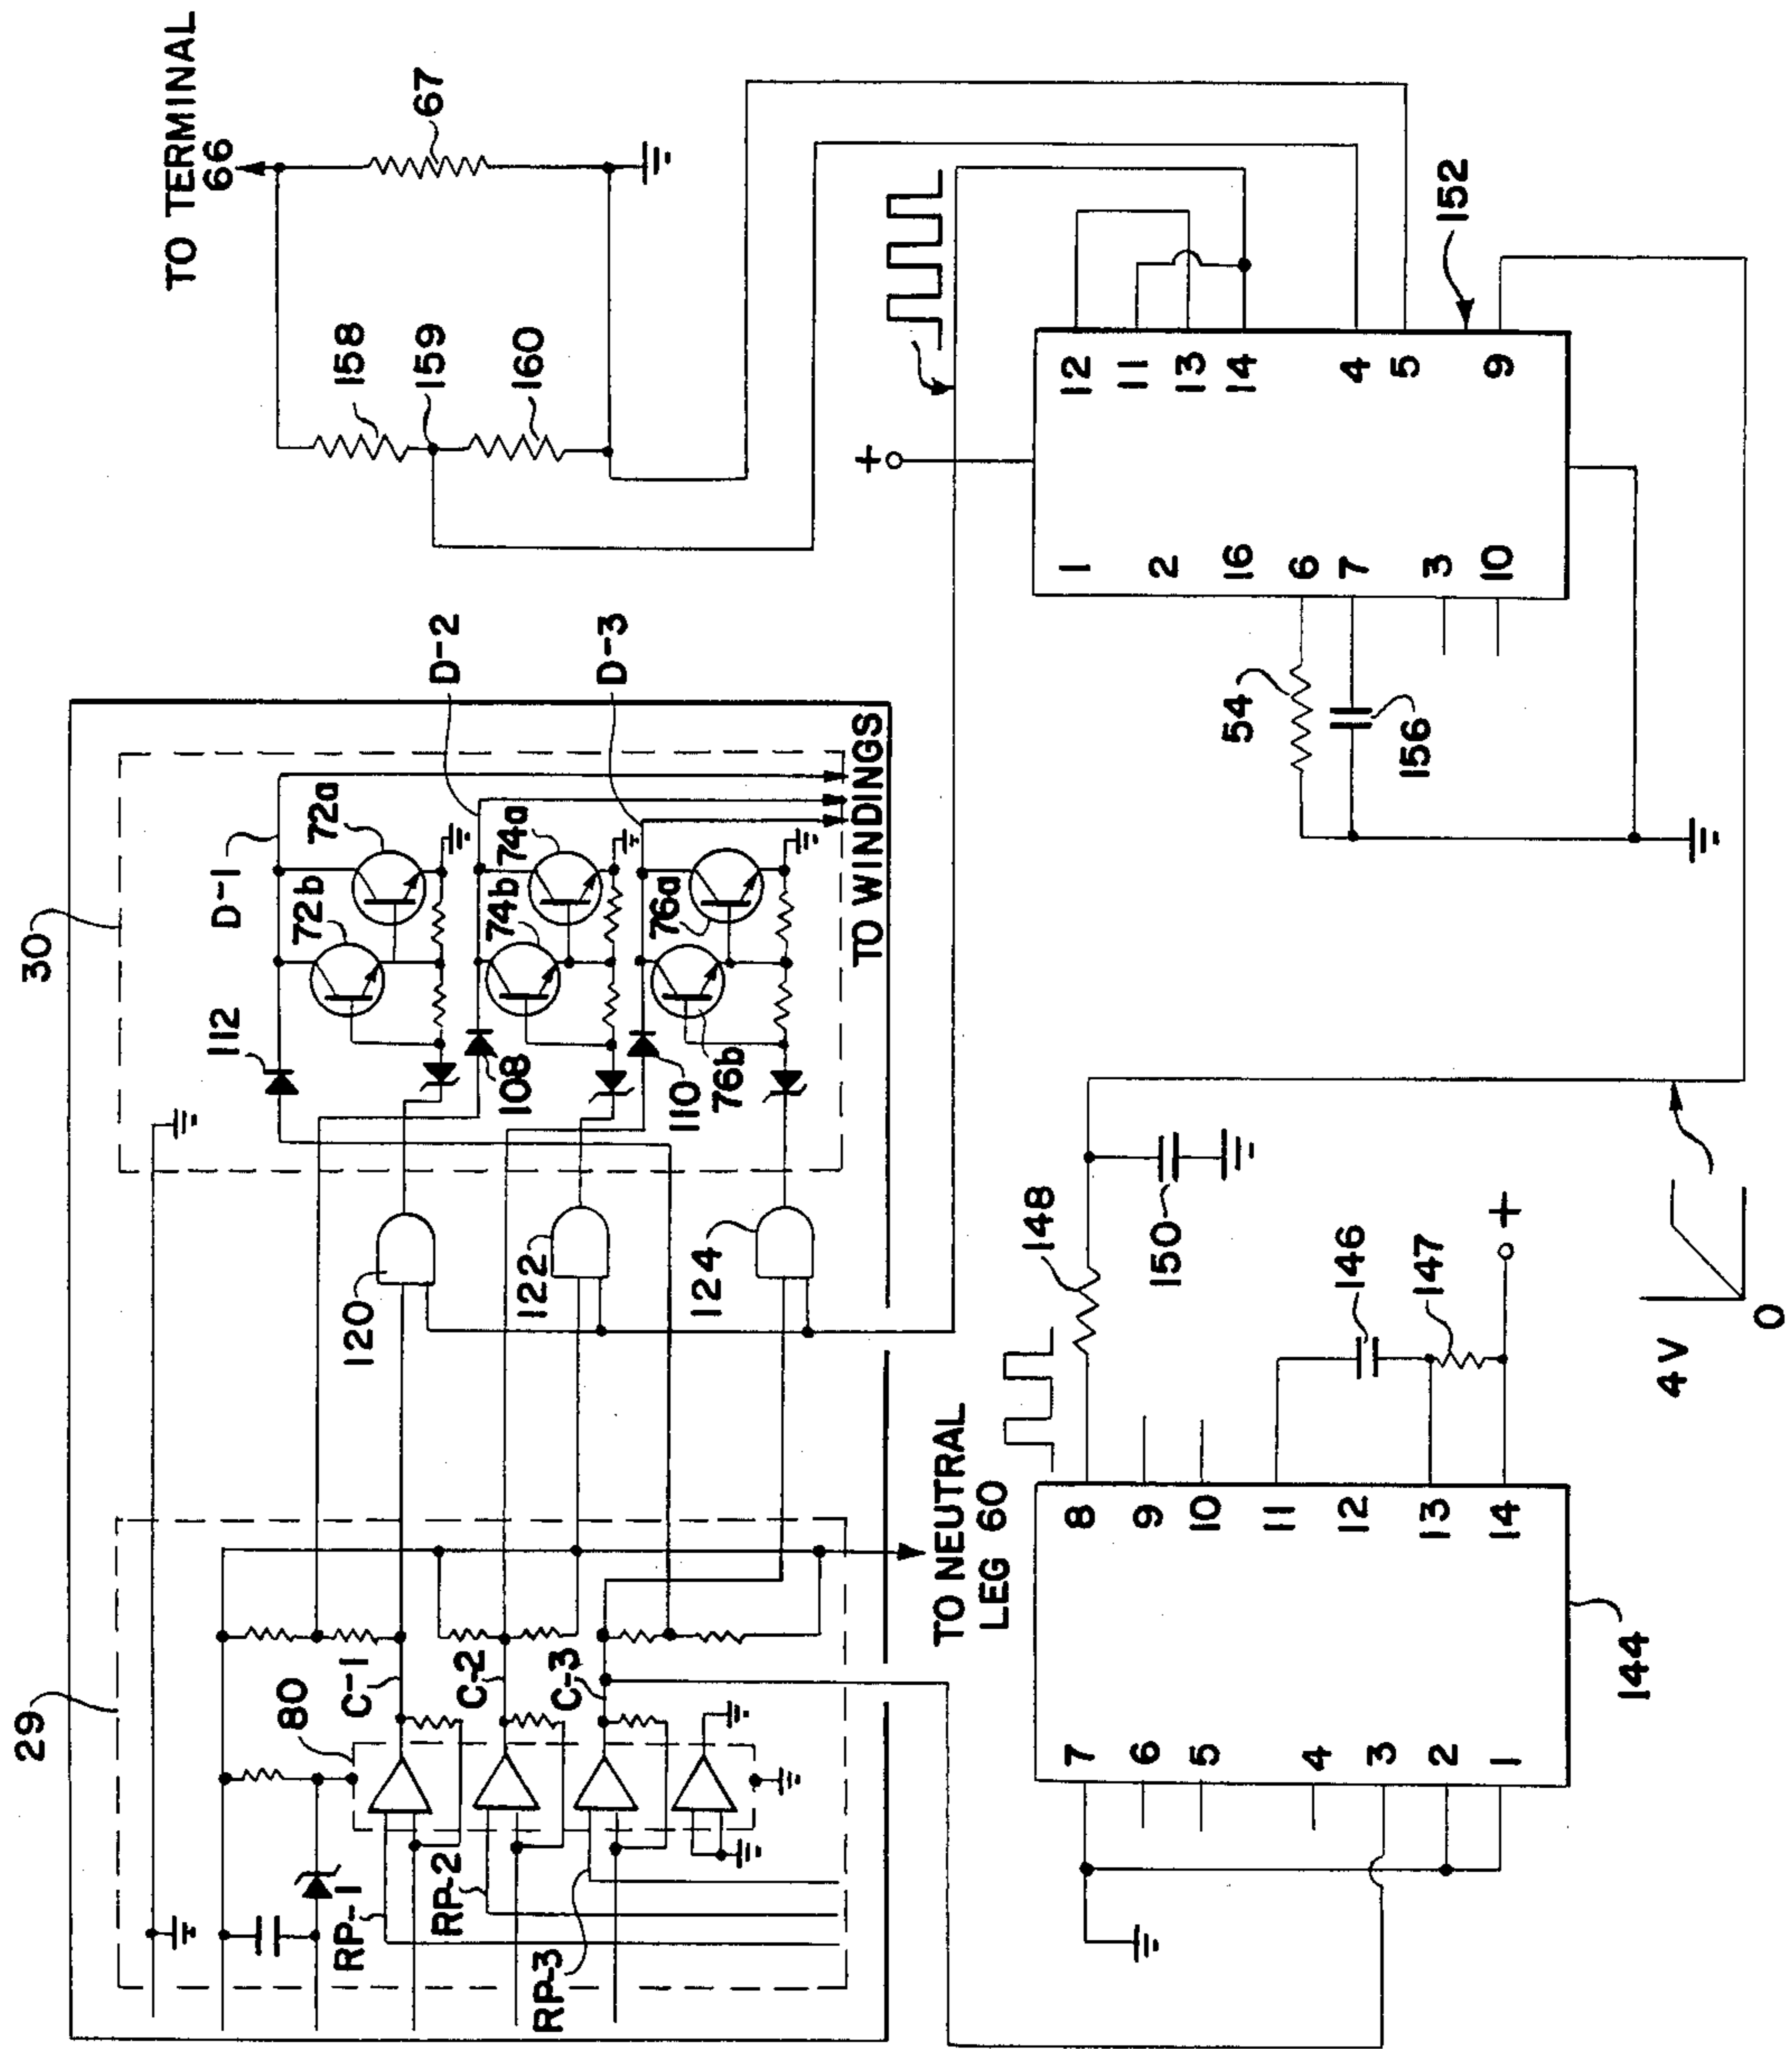 TO TERMINAL
66
67
158
159
160
30
D-1
72a
72b
112
D-2
74a
74b
108
D-3
76a
76b
110
TO WINDINGS
120
122
124
29
80
C-1
C-2
C-3
RP-1
RP-2
RP-3
TO NEUTRAL
LEG 60
+
12
11
13
14
4
5
9
152
1
2
16
6
7
3
10
54
156
148
150
146
147
+
4V
0
8
9
10
11
12
13
14
7
6
5
4
3
2
1
144